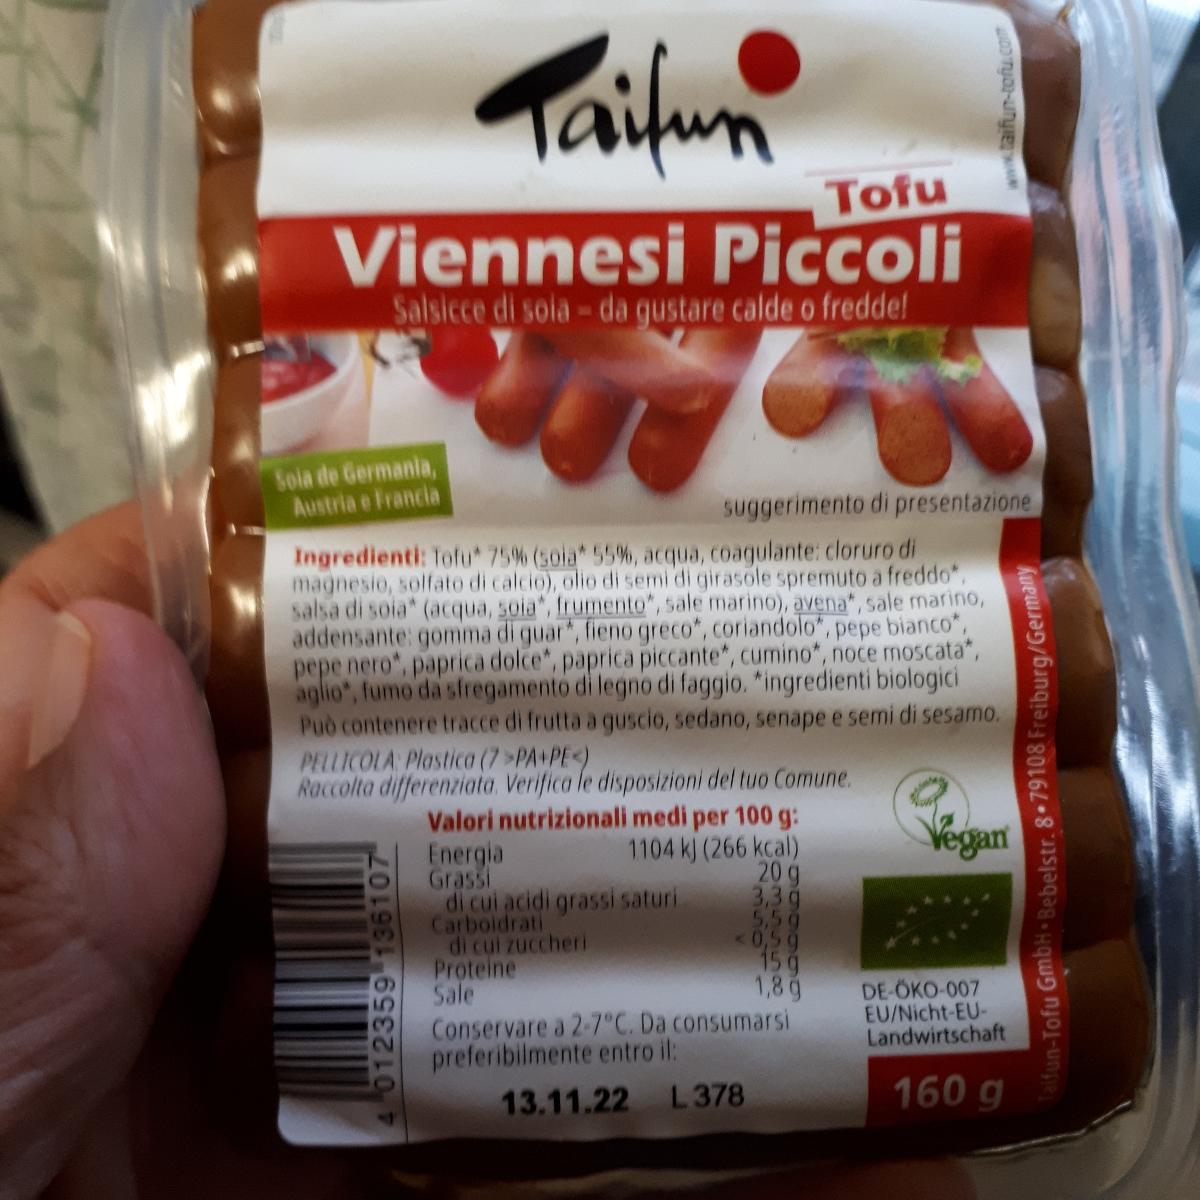 Taifun
www.taifun-tofu.com
Tofu
Viennesi Piccoli
Salsicce di soia – da gustare calde o fredde!
Soia de Germania,
Austria e Francia
suggerimento di presentazione
Ingredienti: Tofu* 75% (soia* 55%, acqua, coagulante: cloruro di
magnesio, solfato di calcio), olio di semi di girasole spremuto a freddo*,
salsa di soia* (acqua, soia*, frumento*, sale marino), avena*, sale marino,
addensante: gomma di guar*, fieno greco*, coriandolo*, pepe bianco*,
pepe nero*, paprica dolce*, paprica piccante*, cumino*, noce moscata*,
aglio*, fumo da sfregamento di legno di faggio. *ingredienti biologici
Può contenere tracce di frutta a guscio, sedano, senape e semi di sesamo.
PELLICOLA: Plastica (7 >PA+PE<)
Raccolta differenziata. Verifica le disposizioni del tuo Comune.
Valori nutrizionali medi per 100 g:
Energia 1104 kJ (266 kcal)
Grassi 20 g
di cui acidi grassi saturi 3,3 g
Carboidrati 5,5 g
di cui zuccheri < 0,5 g
Proteine 15 g
Sale 1,8 g
Conservare a 2-7°C. Da consumarsi
preferibilmente entro il:
13.11.22 L 378
4 012359 136107
Vegan
DE-ÖKO-007
EU/Nicht-EU-
Landwirtschaft
160 g
Taifun-Tofu GmbH • Bebelstr. 8 • 79108 Freiburg/Germany